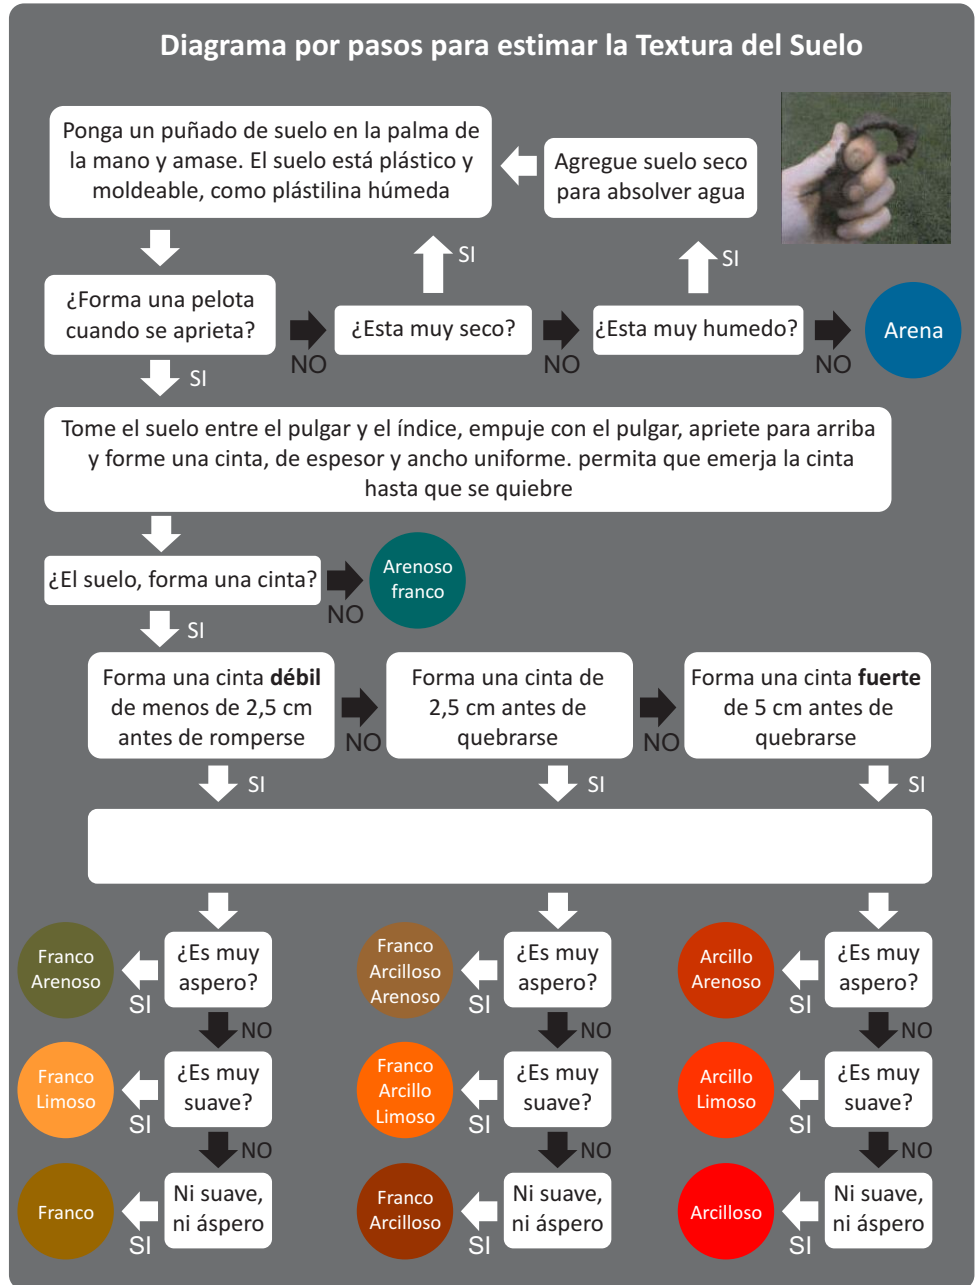 Diagrama por pasos para estimar la Textura del Suelo
Ponga un puñado de suelo en la palma de
la mano y amase. El suelo está plástico y
moldeable, como plástilina húmeda
Agregue suelo seco
para absolver agua
SI
SI
¿Forma una pelota
cuando se aprieta?
NO
¿Esta muy seco?
NO
¿Esta muy humedo?
NO
Arena
SI
Tome el suelo entre el pulgar y el índice, empuje con el pulgar, apriete para arriba
y forme una cinta, de espesor y ancho uniforme. permita que emerja la cinta
hasta que se quiebre
¿El suelo, forma una cinta?
NO
Arenoso
franco
SI
Forma una cinta débil
de menos de 2,5 cm
antes de romperse
NO
Forma una cinta de
2,5 cm antes de
quebrarse
NO
Forma una cinta fuerte
de 5 cm antes de
quebrarse
SI
SI
SI
Franco
Arenoso
SI
¿Es muy
aspero?
NO
Franco
Arcilloso
Arenoso
SI
¿Es muy
aspero?
NO
Arcillo
Arenoso
SI
¿Es muy
aspero?
NO
Franco
Limoso
SI
¿Es muy
suave?
NO
Franco
Arcillo
Limoso
SI
¿Es muy
suave?
NO
Arcillo
Limoso
SI
¿Es muy
suave?
NO
Franco
SI
Ni suave,
ni áspero
Franco
Arcilloso
SI
Ni suave,
ni áspero
Arcilloso
SI
Ni suave,
ni áspero